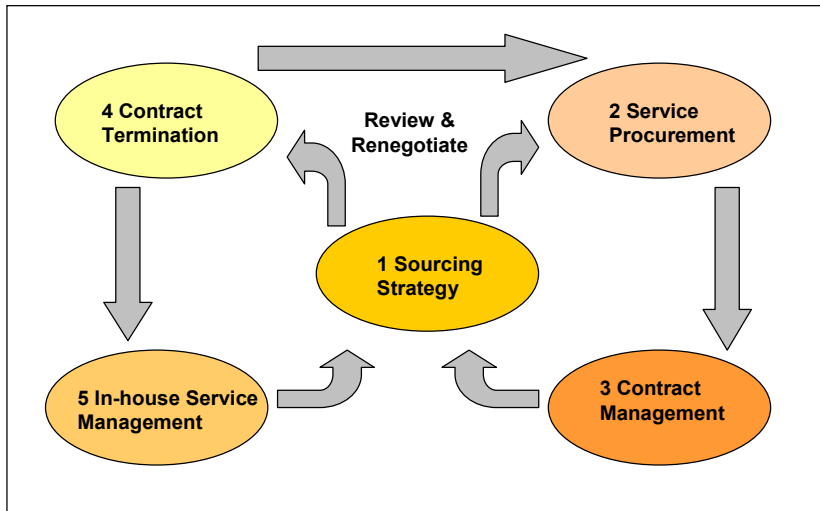 4 Contract
Termination
Review &
Renegotiate
2 Service
Procurement
1 Sourcing
Strategy
5 In-house Service
Management
3 Contract
Management